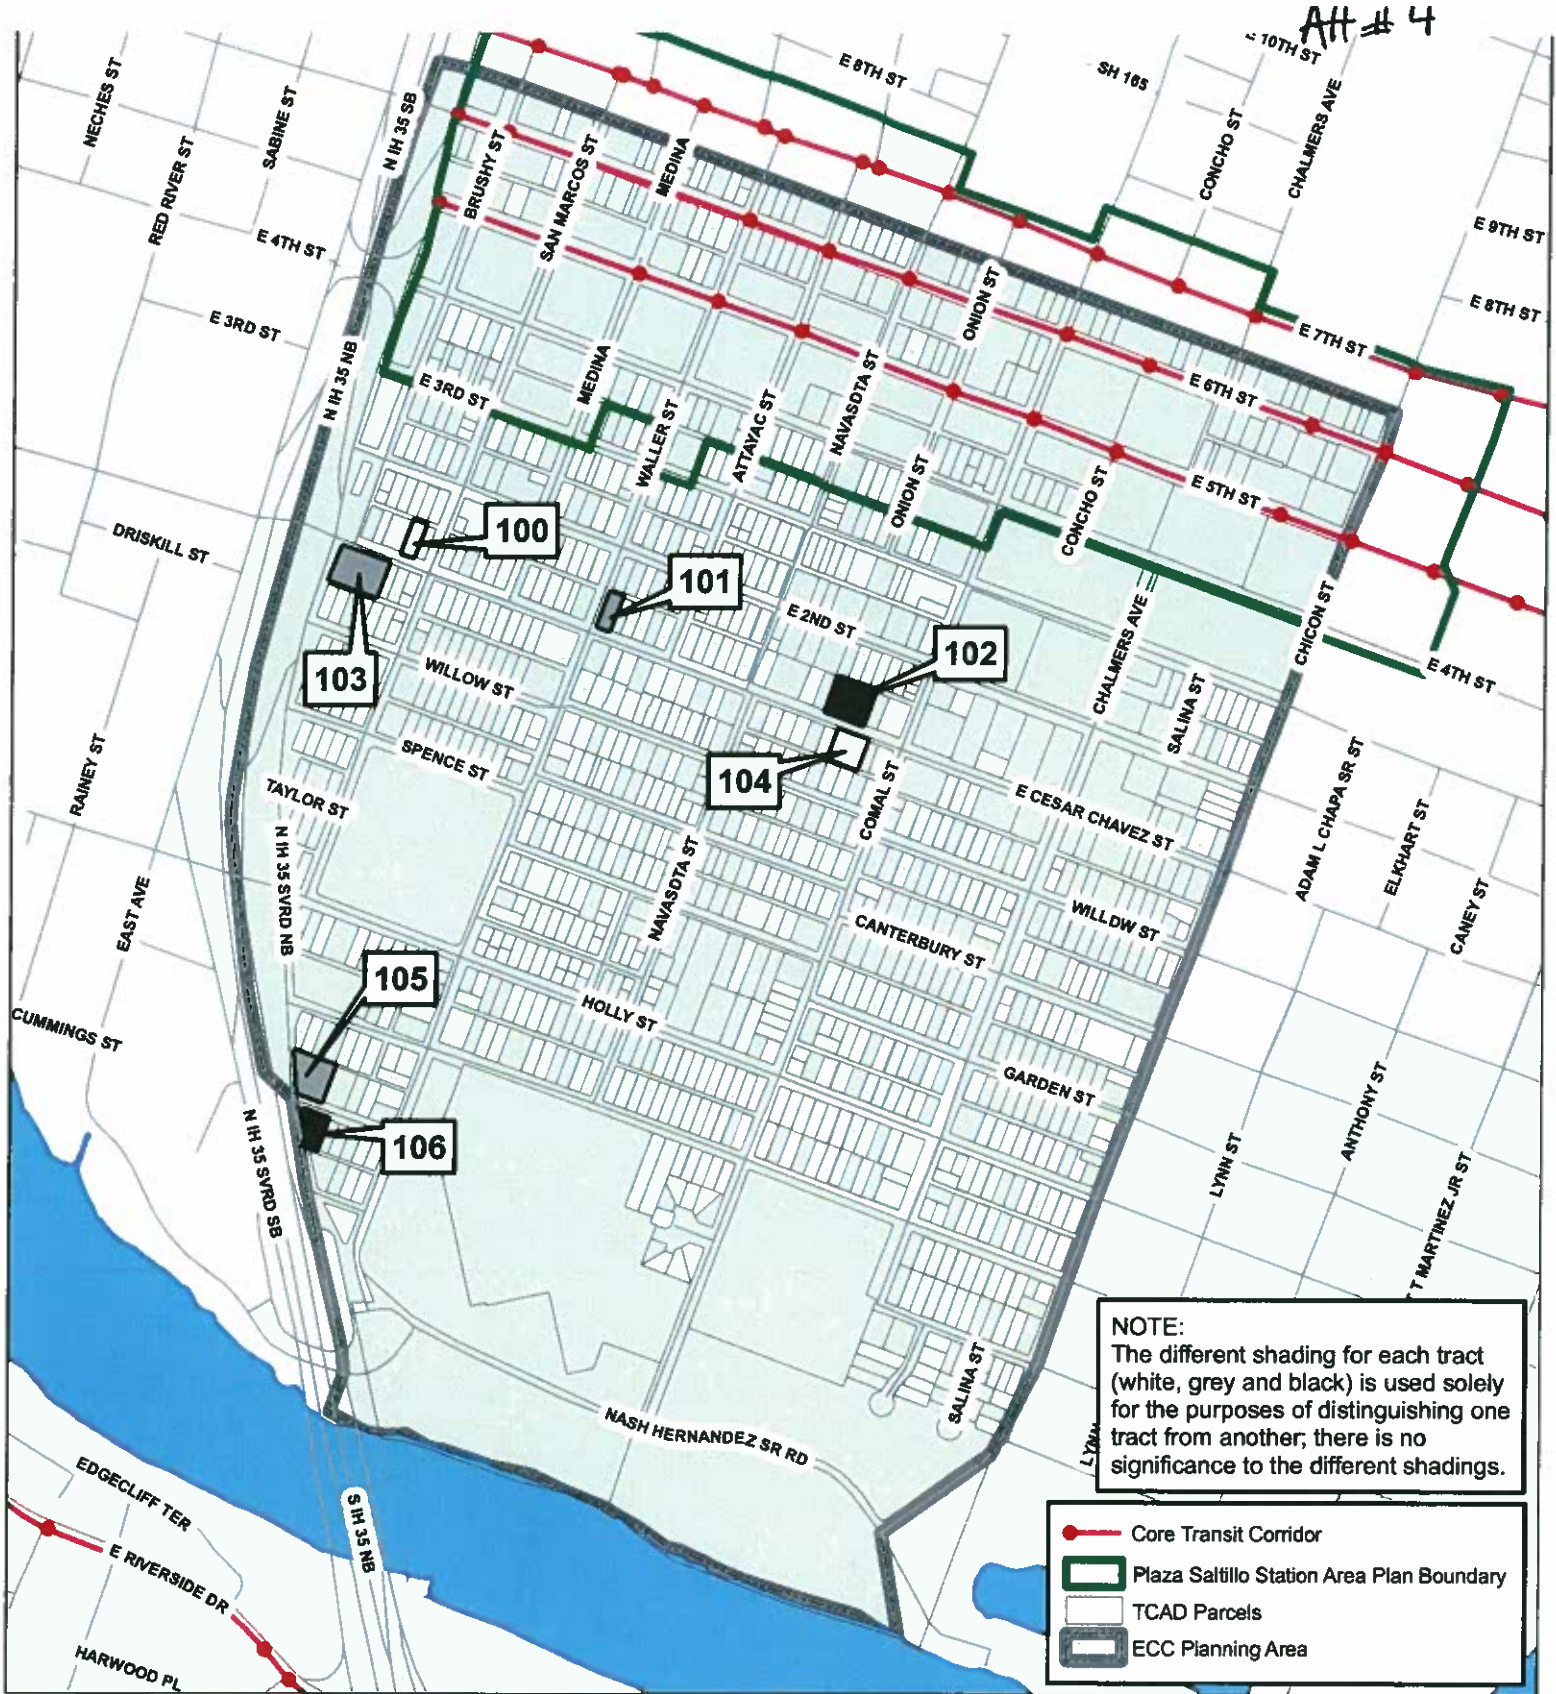 AH # 4
E 10TH ST
E 8TH ST
SH 165
NECHES ST
SABINE ST
N IH 35 SB
CONCHO ST
CHALMERS AVE
RED RIVER ST
BRUSHY ST
SAN MARCOS ST
MEDINA
E 4TH ST
E 9TH ST
E 3RD ST
ONION ST
E 8TH ST
E 7TH ST
N IH 35 NB
E 3RD ST
MEDINA
WALLER ST
ATTAYAC ST
NAVASOTA ST
E 6TH ST
ONION ST
CONCHO ST
E 5TH ST
DRISKILL ST
100
101
E 2ND ST
102
CHALMERS AVE
CHICON ST
E 4TH ST
103
WILLOW ST
SALINA ST
RAINEY ST
SPENCE ST
104
TAYLOR ST
COMAL ST
E CESAR CHAVEZ ST
ADAM L CHAPA SR ST
ELKHART ST
N IH 35 SVRD NB
NAVASOTA ST
EAST AVE
CANTERBURY ST
WILLOW ST
CANEY ST
105
HOLLY ST
CUMMINGS ST
GARDEN ST
ANTHONY ST
N IH 35 SVRD SB
106
LYNN ST
T MARTINEZ JR ST
SALINA ST
NASH HERNANDEZ SR RD
LYNN
NOTE:
The different shading for each tract
(white, grey and black) is used solely
for the purposes of distinguishing one
tract from another; there is no
significance to the different shadings.
EDGECLIFF TER
S IH 35 NB
E RIVERSIDE DR
HARWOOD PL
Core Transit Corridor
Plaza Saltillo Station Area Plan Boundary
TCAD Parcels
ECC Planning Area